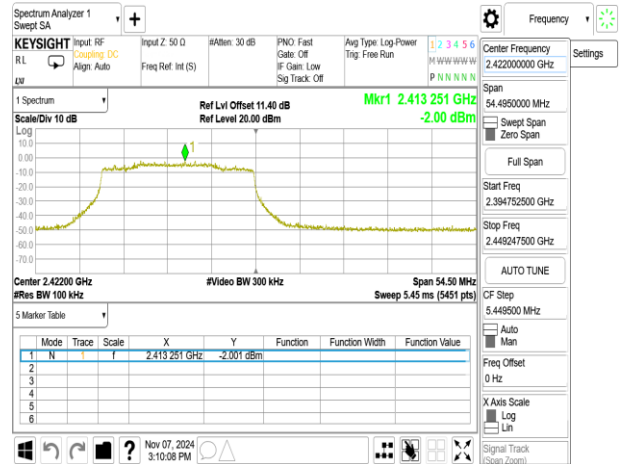 Spectrum Analyzer 1
Swept SA
KEYSIGHT
RL
Input: RF
Coupling: DC
Align: Auto
Input Z: 50 Ω
Freq Ref: Int (S)
#Atten: 30 dB
PNO: Fast
Gate: Off
IF Gain: Low
Sig Track: Off
Avg Type: Log-Power
Trig: Free Run
1 2 3 4 5 6
M W W W W W
P N N N N N
1 Spectrum
Scale/Div 10 dB
Ref Lvl Offset 11.40 dB
Ref Level 20.00 dBm
Mkr1 2.413 251 GHz
-2.00 dBm
Log
10.0
0.00
-10.0
-20.0
-30.0
-40.0
-50.0
-60.0
-70.0
1
Center 2.42200 GHz
#Video BW 300 kHz
Span 54.50 MHz
#Res BW 100 kHz
Sweep 5.45 ms (5451 pts)
5 Marker Table
Mode Trace Scale X Y Function Function Width Function Value
1 N 1 f 2.413 251 GHz -2.001 dBm
2
3
4
5
6
?
Nov 07, 2024
3:10:08 PM
Frequency
Settings
Center Frequency
2.422000000 GHz
Span
54.4950000 MHz
Swept Span
Zero Span
Full Span
Start Freq
2.394752500 GHz
Stop Freq
2.449247500 GHz
AUTO TUNE
CF Step
5.449500 MHz
Auto
Man
Freq Offset
0 Hz
X Axis Scale
Log
Lin
Signal Track
(Span Zoom)